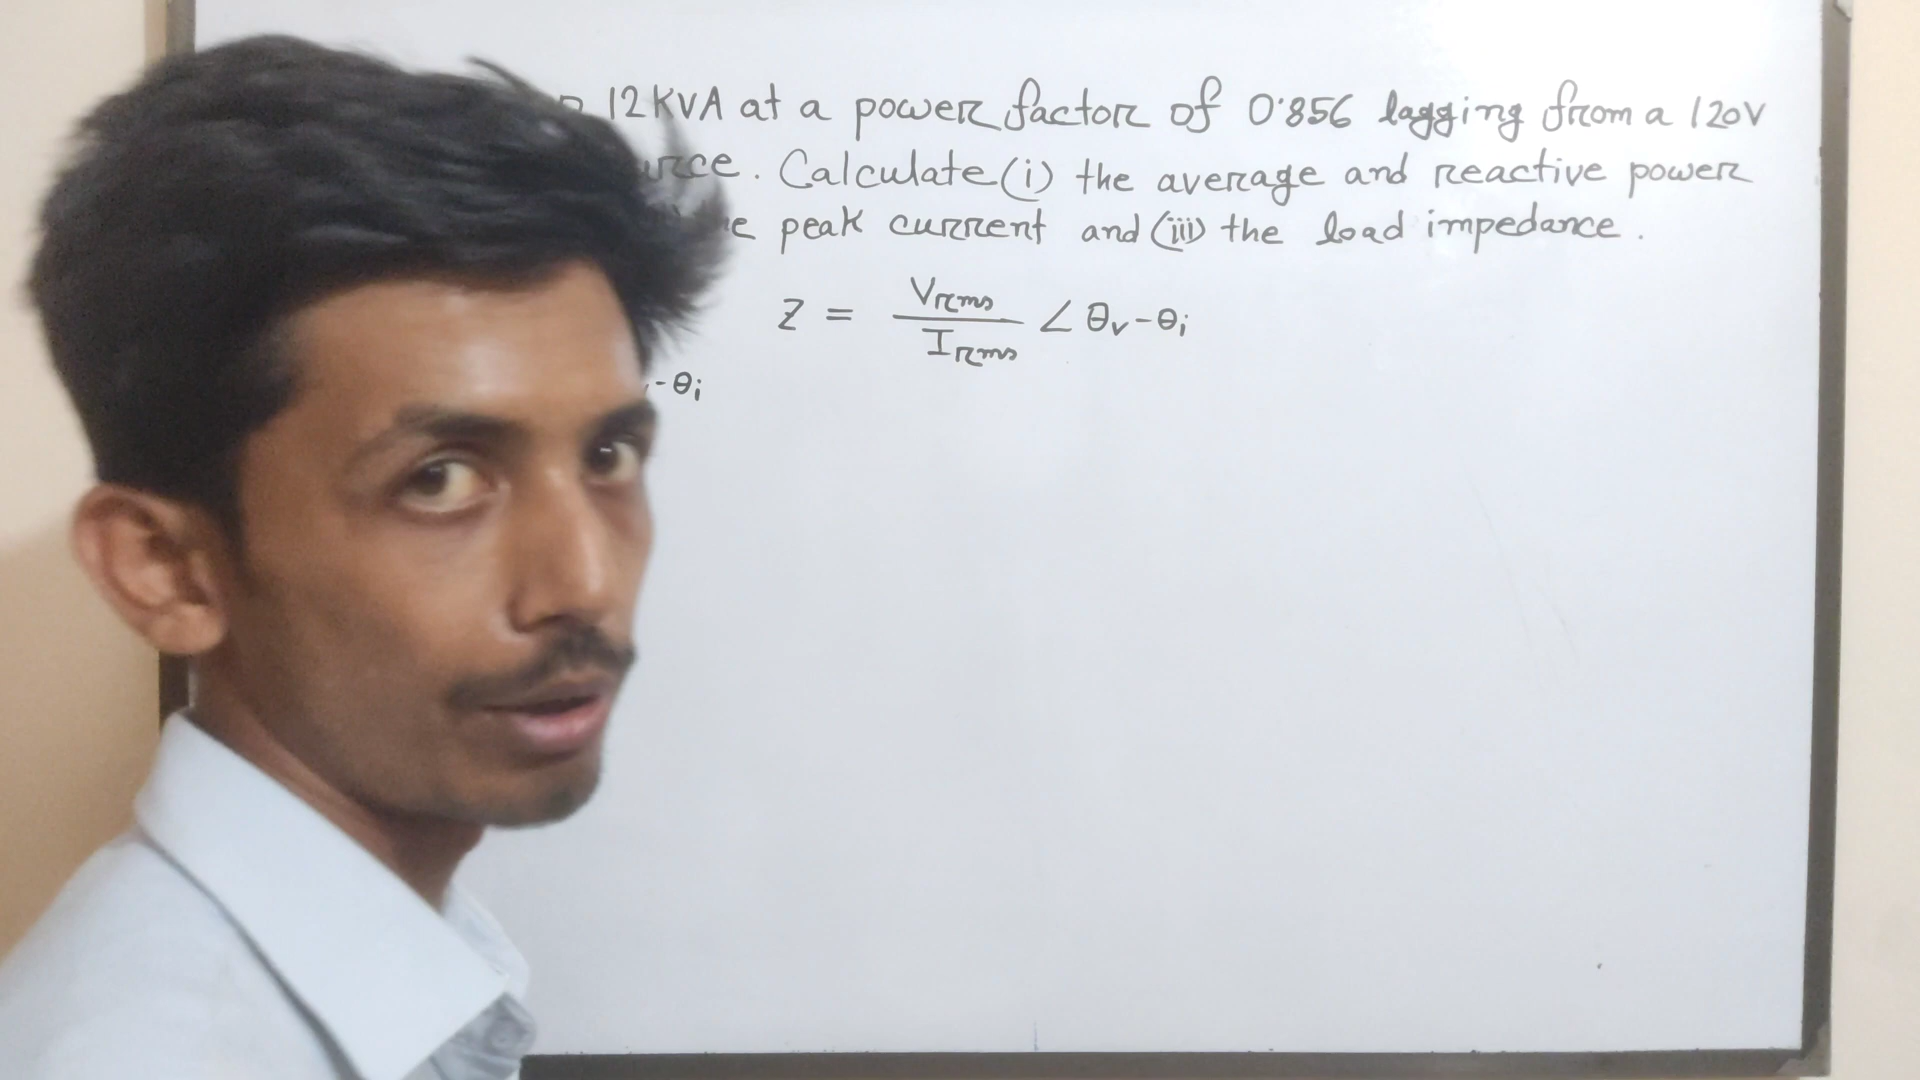 12KVA at a power factor of 0.856 lagging from a 120V
Calculate (i) the average and reactive power
peak current and (iii) the load impedance.
Z = Vrms / Irms ∠θv-θi
-θi